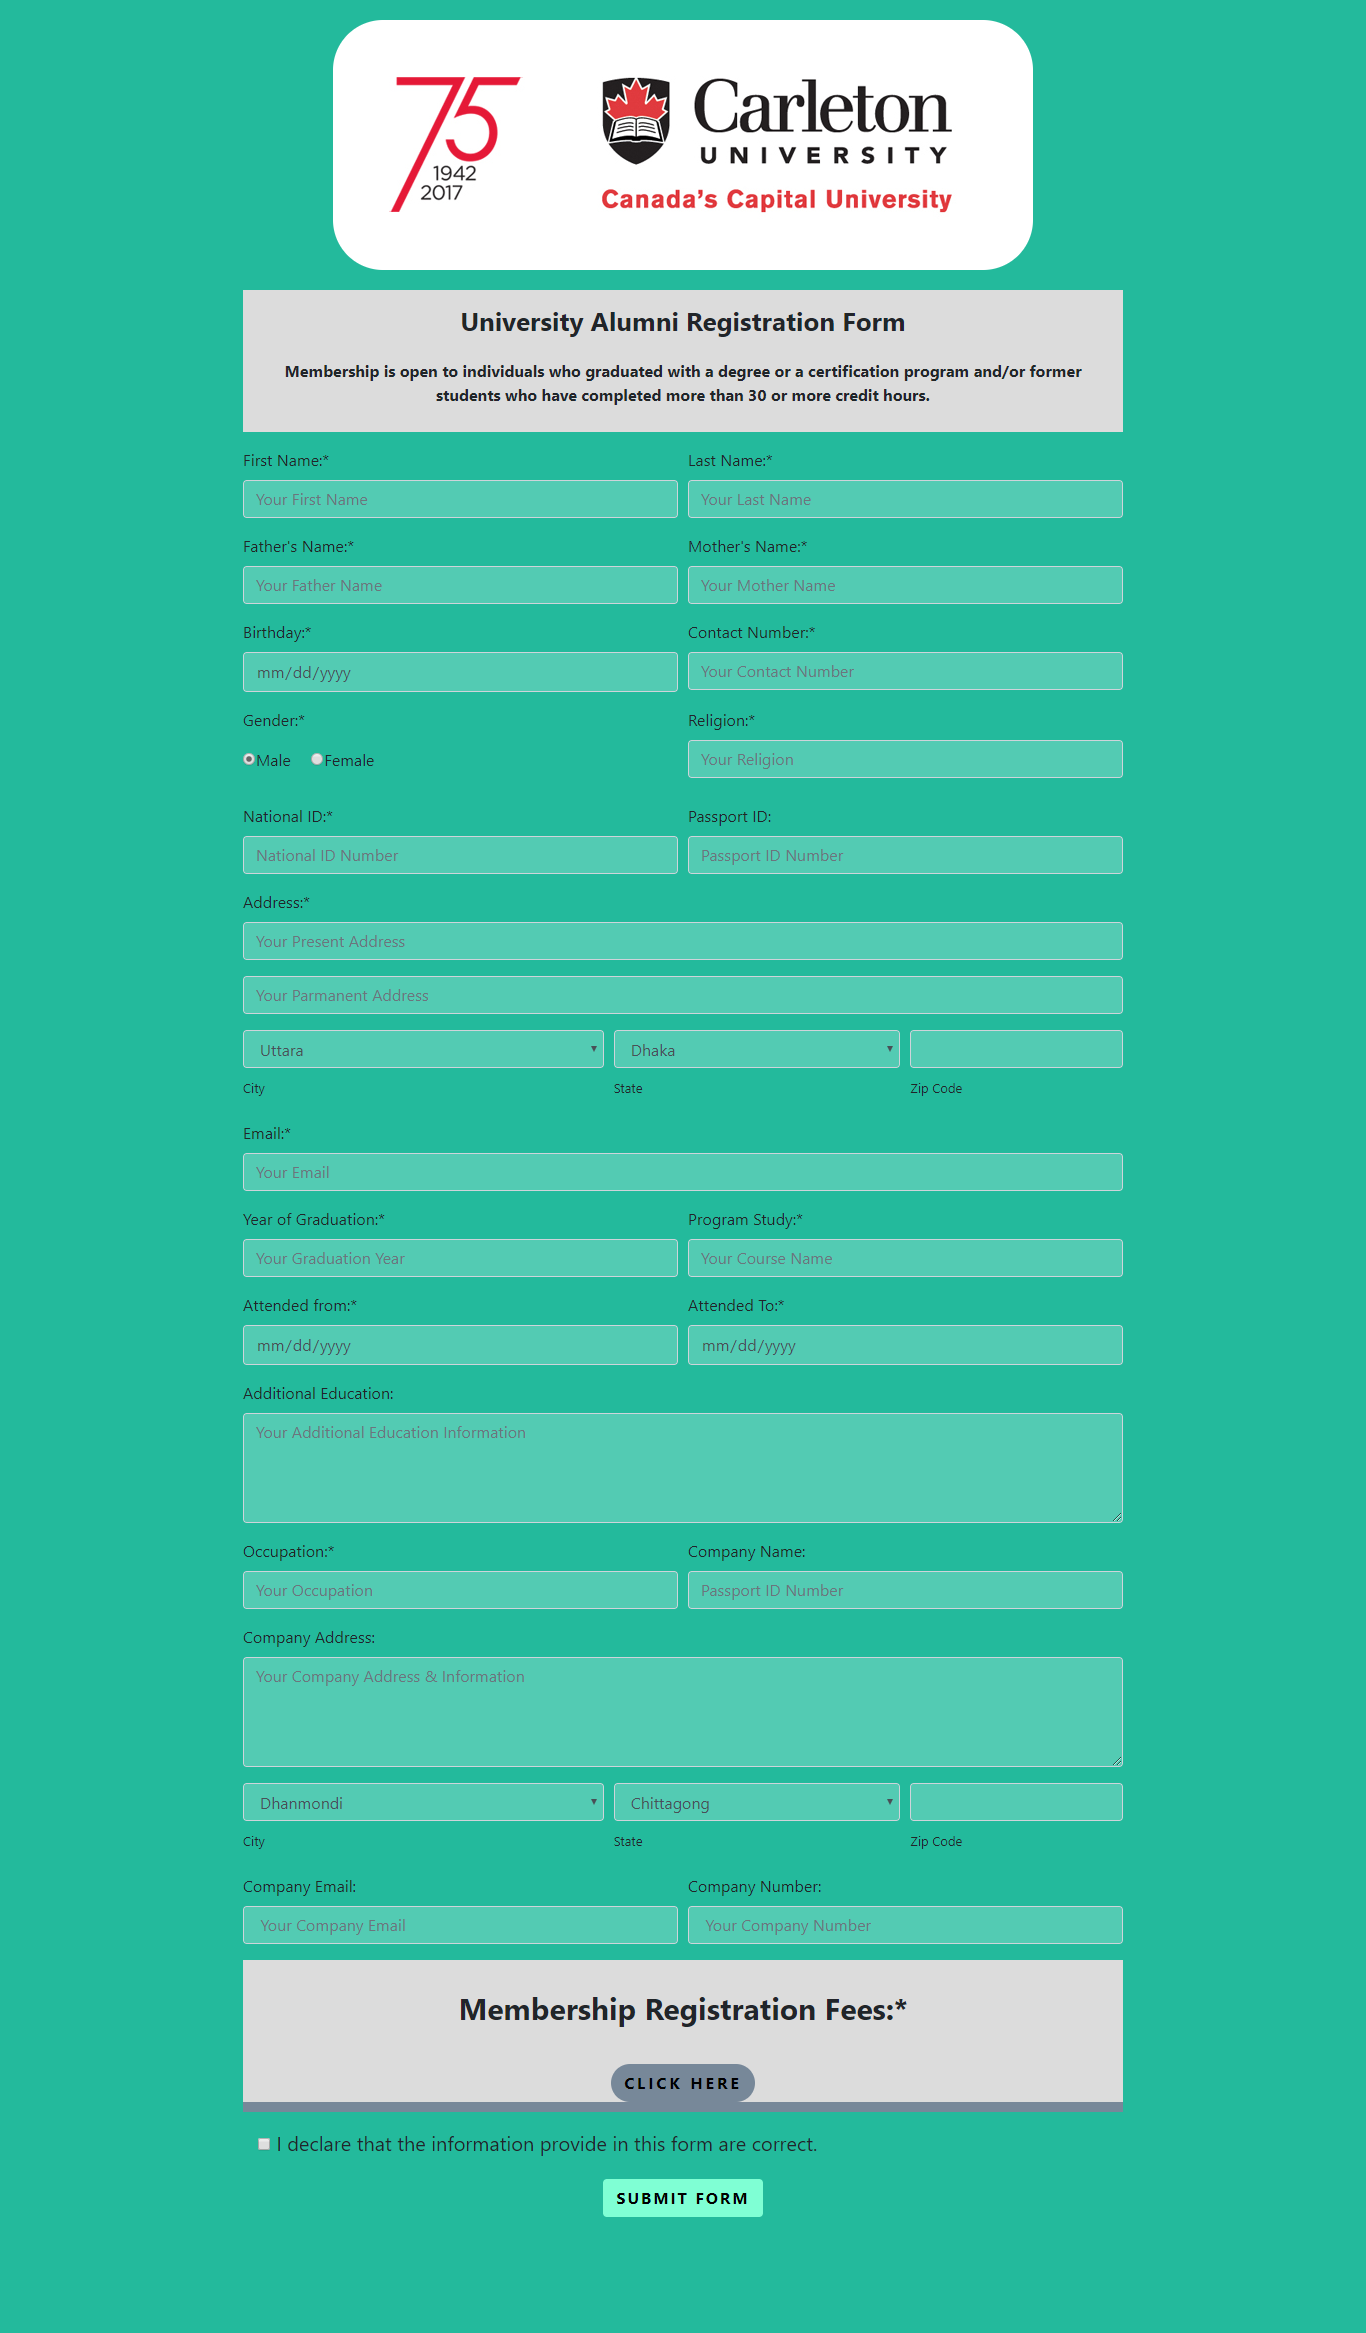 75
1942
2017
Carleton
UNIVERSITY
Canada's Capital University
University Alumni Registration Form
Membership is open to individuals who graduated with a degree or a certification program and/or former
students who have completed more than 30 or more credit hours.
First Name:* Last Name:*
Your First Name Your Last Name
Father's Name:* Mother's Name:*
Your Father Name Your Mother Name
Birthday:* Contact Number:*
mm/dd/yyyy Your Contact Number
Gender:* Religion:*
Male Female Your Religion
National ID:* Passport ID:
National ID Number Passport ID Number
Address:*
Your Present Address
Your Parmanent Address
Uttara Dhaka
City State Zip Code
Email:*
Your Email
Year of Graduation:* Program Study:*
Your Graduation Year Your Course Name
Attended from:* Attended To:*
mm/dd/yyyy mm/dd/yyyy
Additional Education:
Your Additional Education Information
Occupation:* Company Name:
Your Occupation Passport ID Number
Company Address:
Your Company Address & Information
Dhanmondi Chittagong
City State Zip Code
Company Email: Company Number:
Your Company Email Your Company Number
Membership Registration Fees:*
CLICK HERE
I declare that the information provide in this form are correct.
SUBMIT FORM